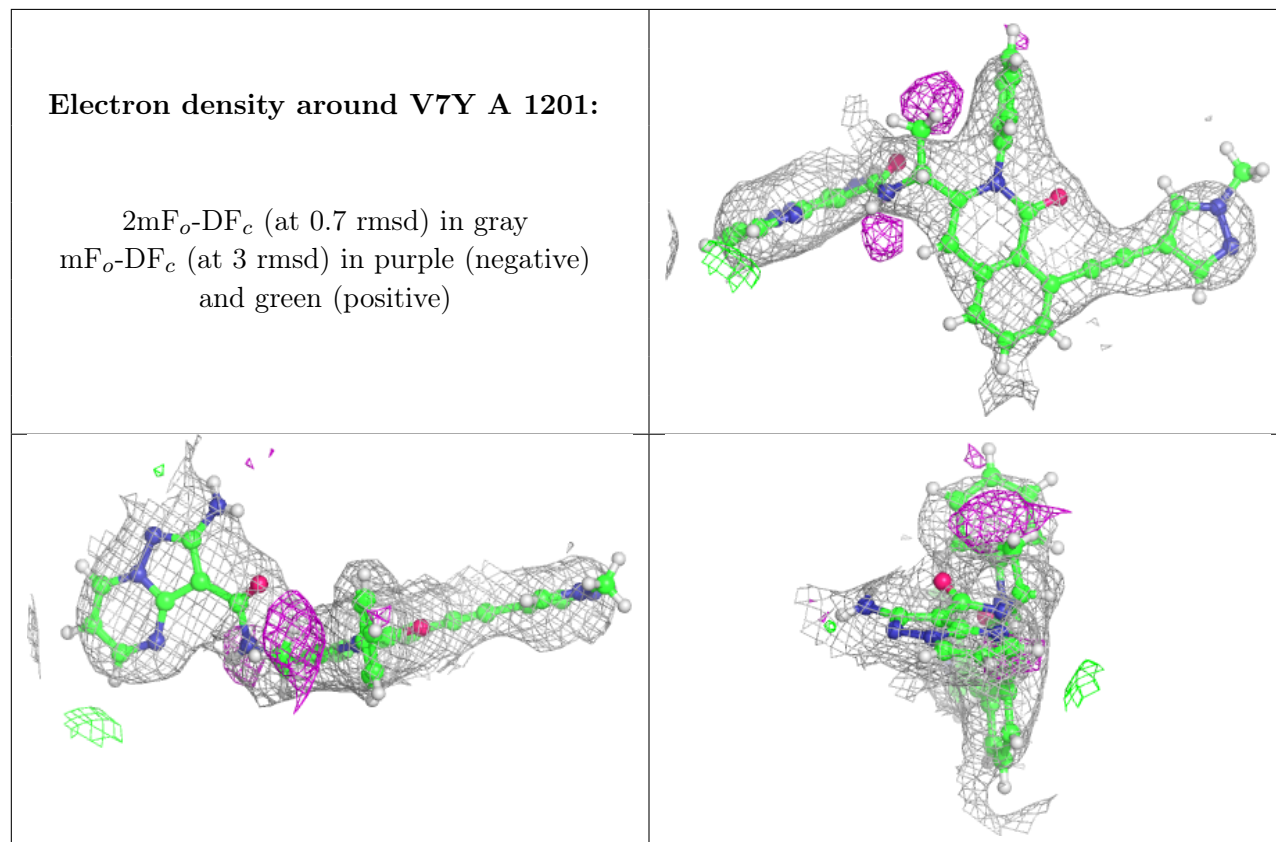 Electron density around V7Y A 1201:
2mFo-DFc (at 0.7 rmsd) in gray
mFo-DFc (at 3 rmsd) in purple (negative)
and green (positive)